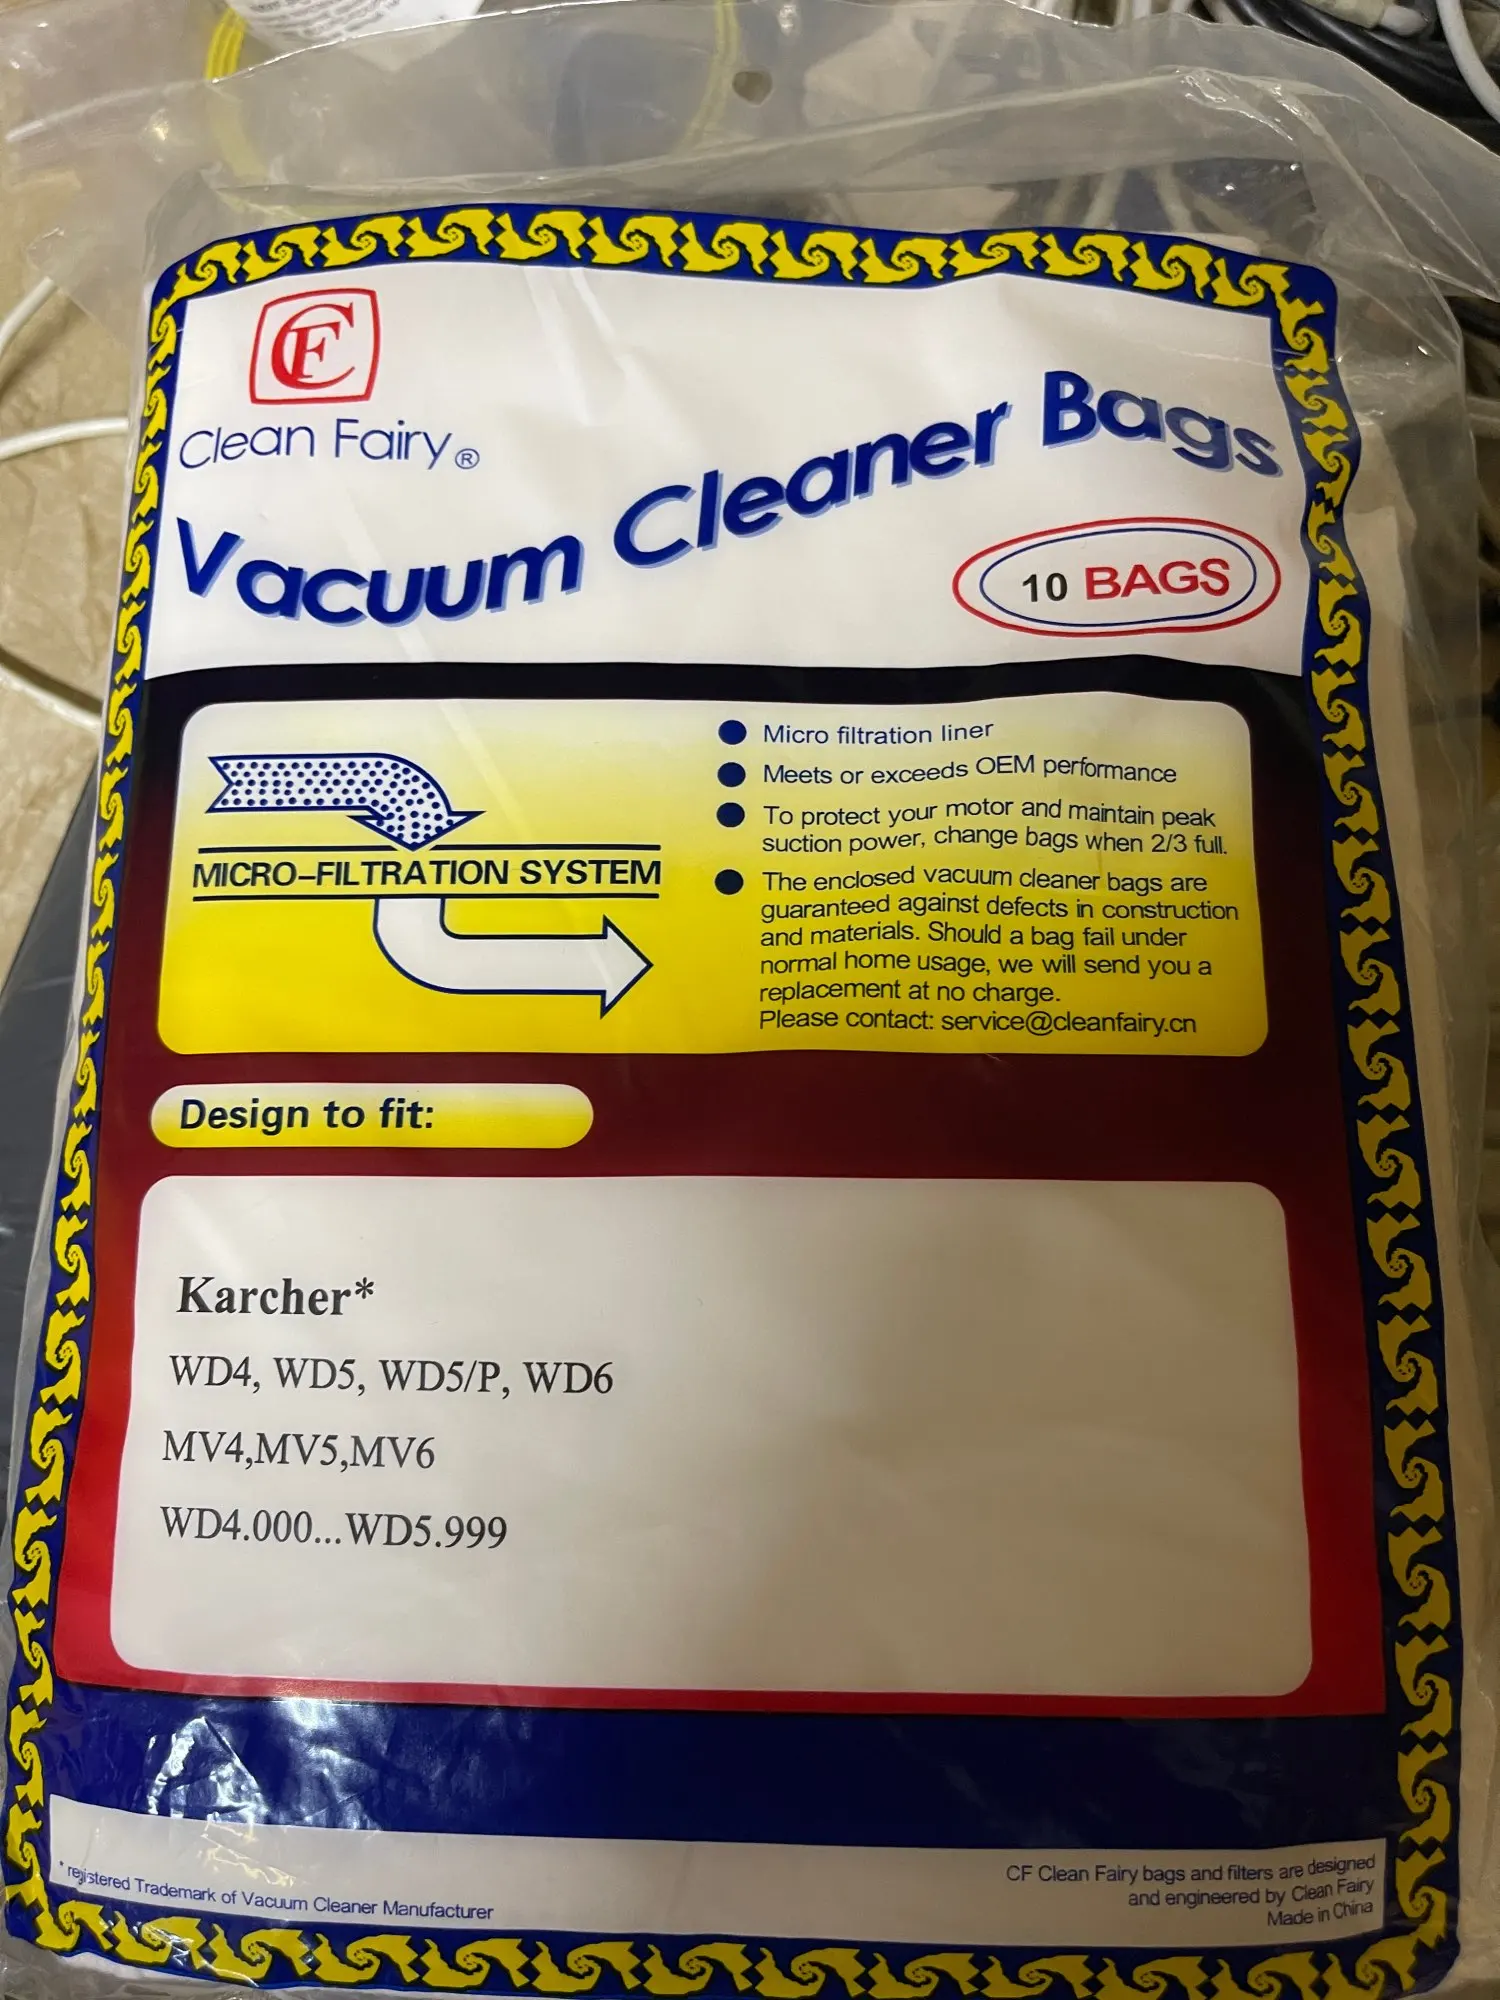 CF
Clean Fairy®
Vacuum Cleaner Bags
10 BAGS
MICRO-FILTRATION SYSTEM
Micro filtration liner
Meets or exceeds OEM performance
To protect your motor and maintain peak
suction power, change bags when 2/3 full.
The enclosed vacuum cleaner bags are
guaranteed against defects in construction
and materials. Should a bag fail under
normal home usage, we will send you a
replacement at no charge.
Please contact: service@cleanfairy.cn
Design to fit:
Karcher*
WD4, WD5, WD5/P, WD6
MV4,MV5,MV6
WD4.000...WD5.999
* registered Trademark of Vacuum Cleaner Manufacturer
CF Clean Fairy bags and filters are designed
and engineered by Clean Fairy
Made in China